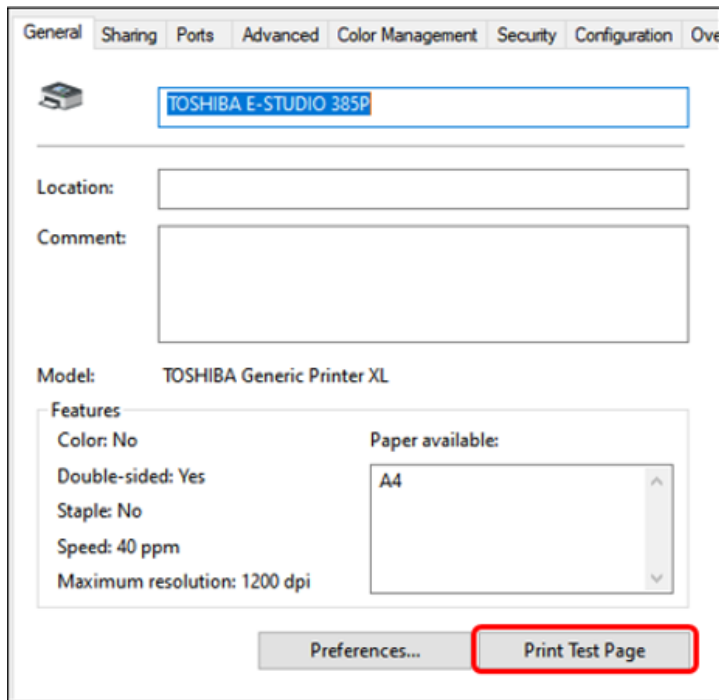 General Sharing Ports Advanced Color Management Security Configuration Ove
TOSHIBA E-STUDIO 385P
Location:
Comment:
Model: TOSHIBA Generic Printer XL
Features
Color: No
Paper available:
Double-sided: Yes
A4
Staple: No
Speed: 40 ppm
Maximum resolution: 1200 dpi
Preferences... Print Test Page